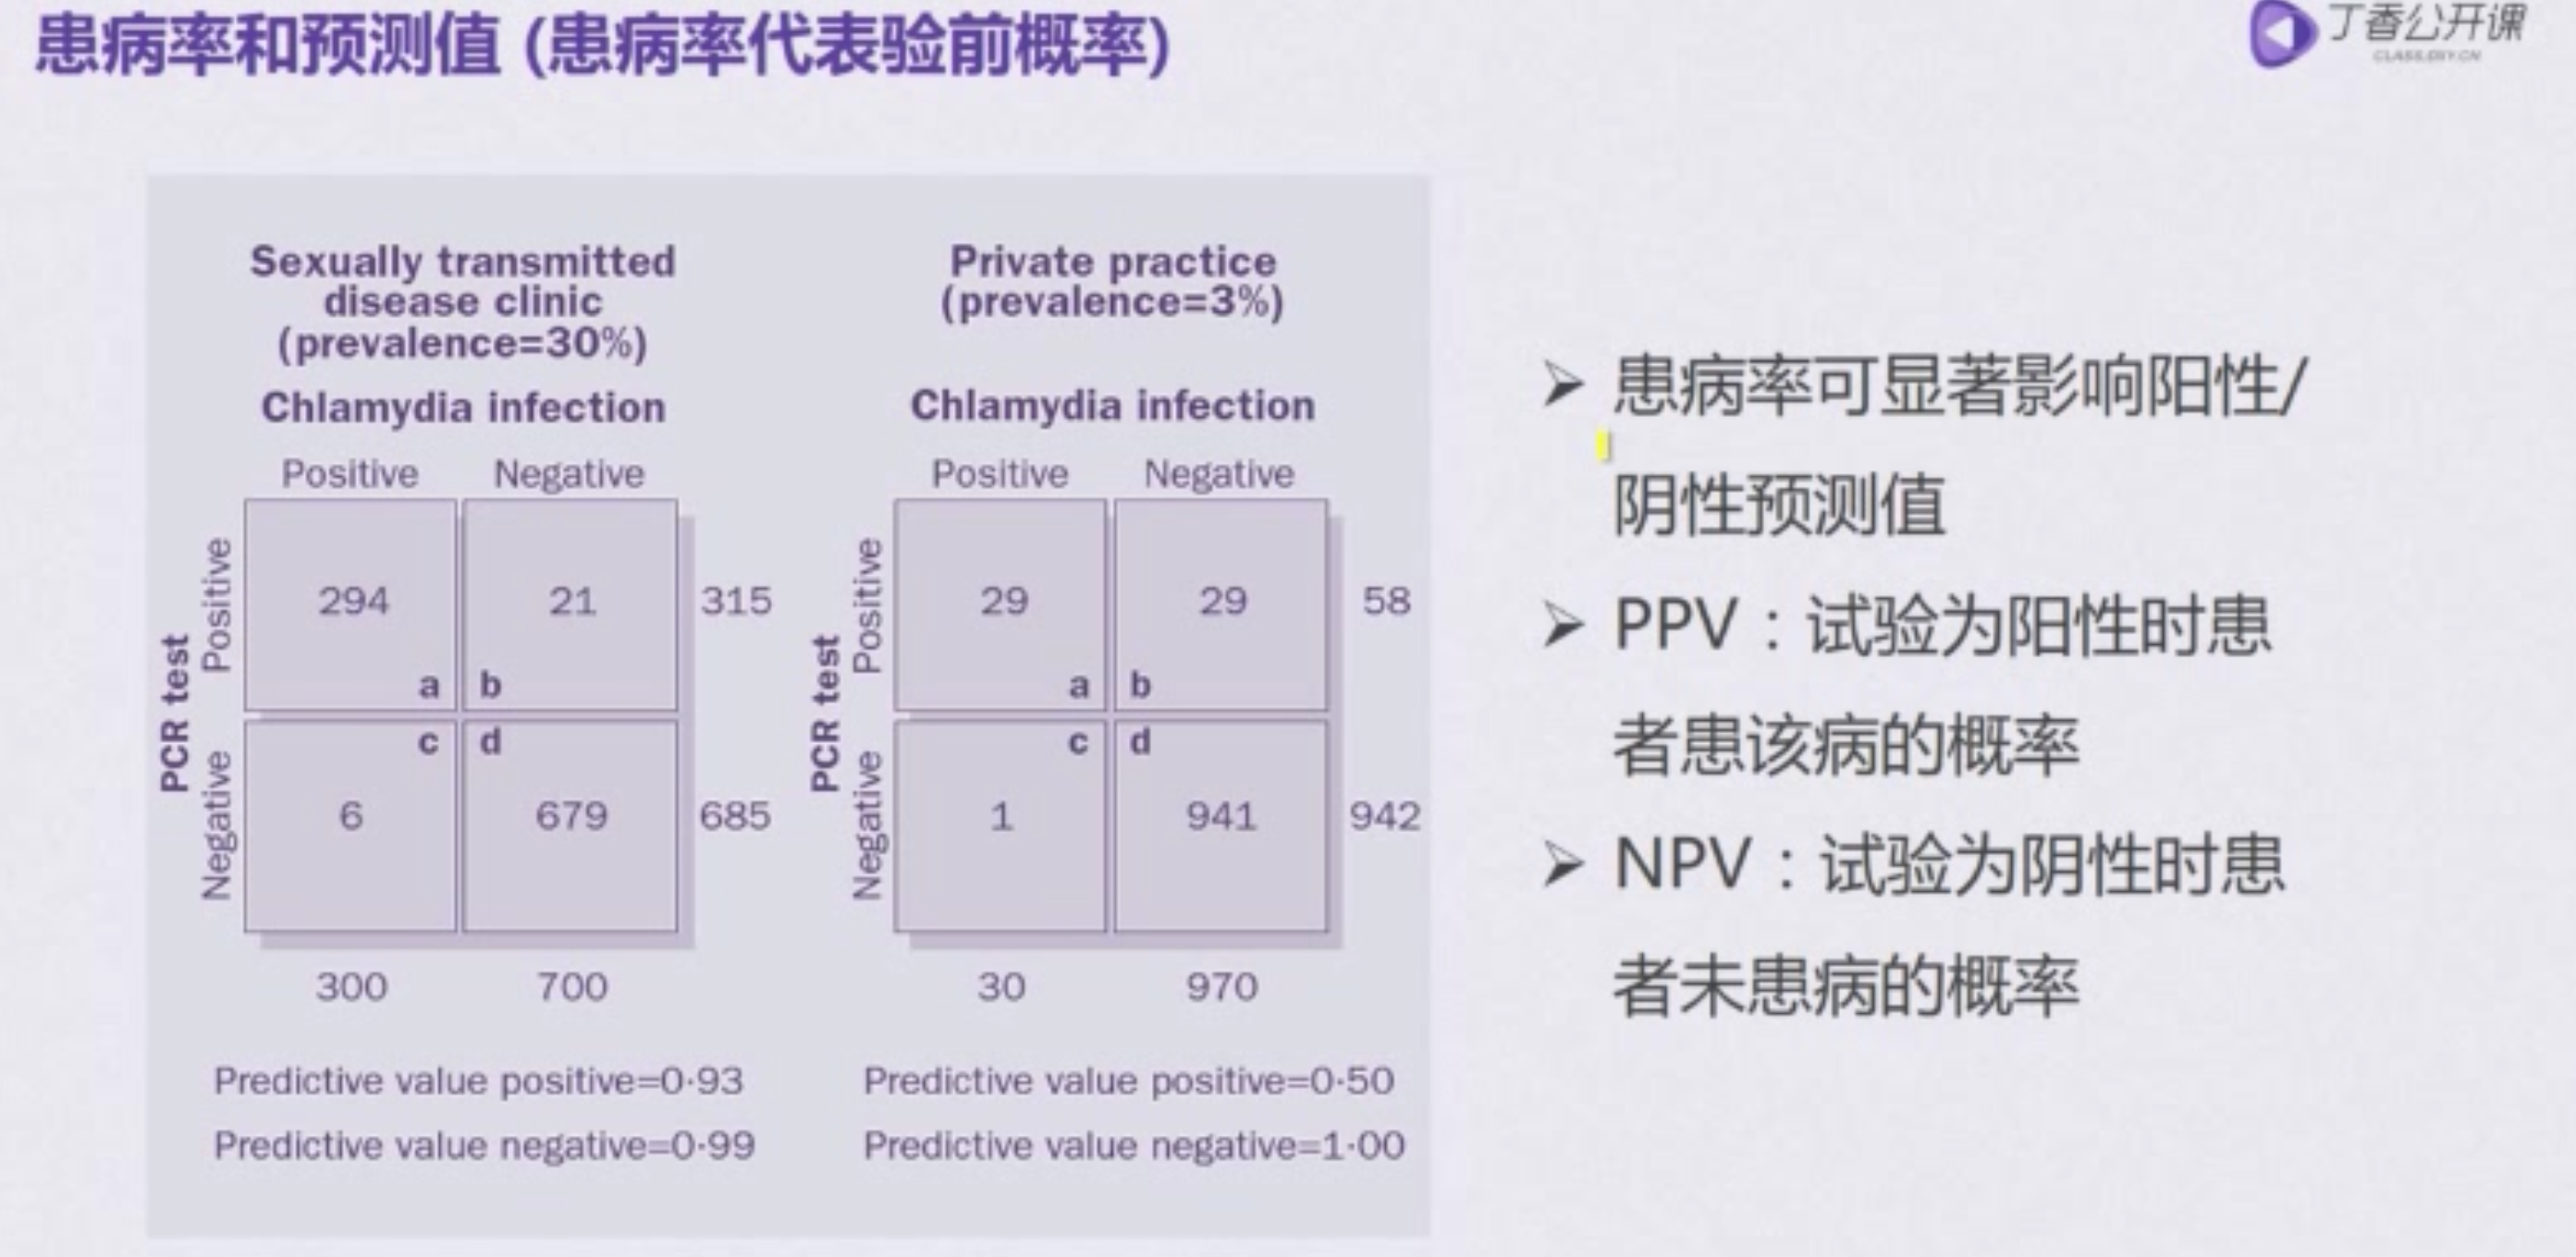 患病率和预测值 (患病率代表验前概率)
丁香公开课
CLASS.DXY.CN
Sexually transmitted
disease clinic
(prevalence=30%)
Chlamydia infection
Positive Negative
PCR test
Positive
294 21 315
a b
c d
Negative
6 679 685
300 700
Predictive value positive=0·93
Predictive value negative=0·99
Private practice
(prevalence=3%)
Chlamydia infection
Positive Negative
PCR test
Positive
29 29 58
a b
c d
Negative
1 941 942
30 970
Predictive value positive=0·50
Predictive value negative=1·00
➢ 患病率可显著影响阳性/
阴性预测值
➢ PPV：试验为阳性时患
者患该病的概率
➢ NPV：试验为阴性时患
者未患病的概率